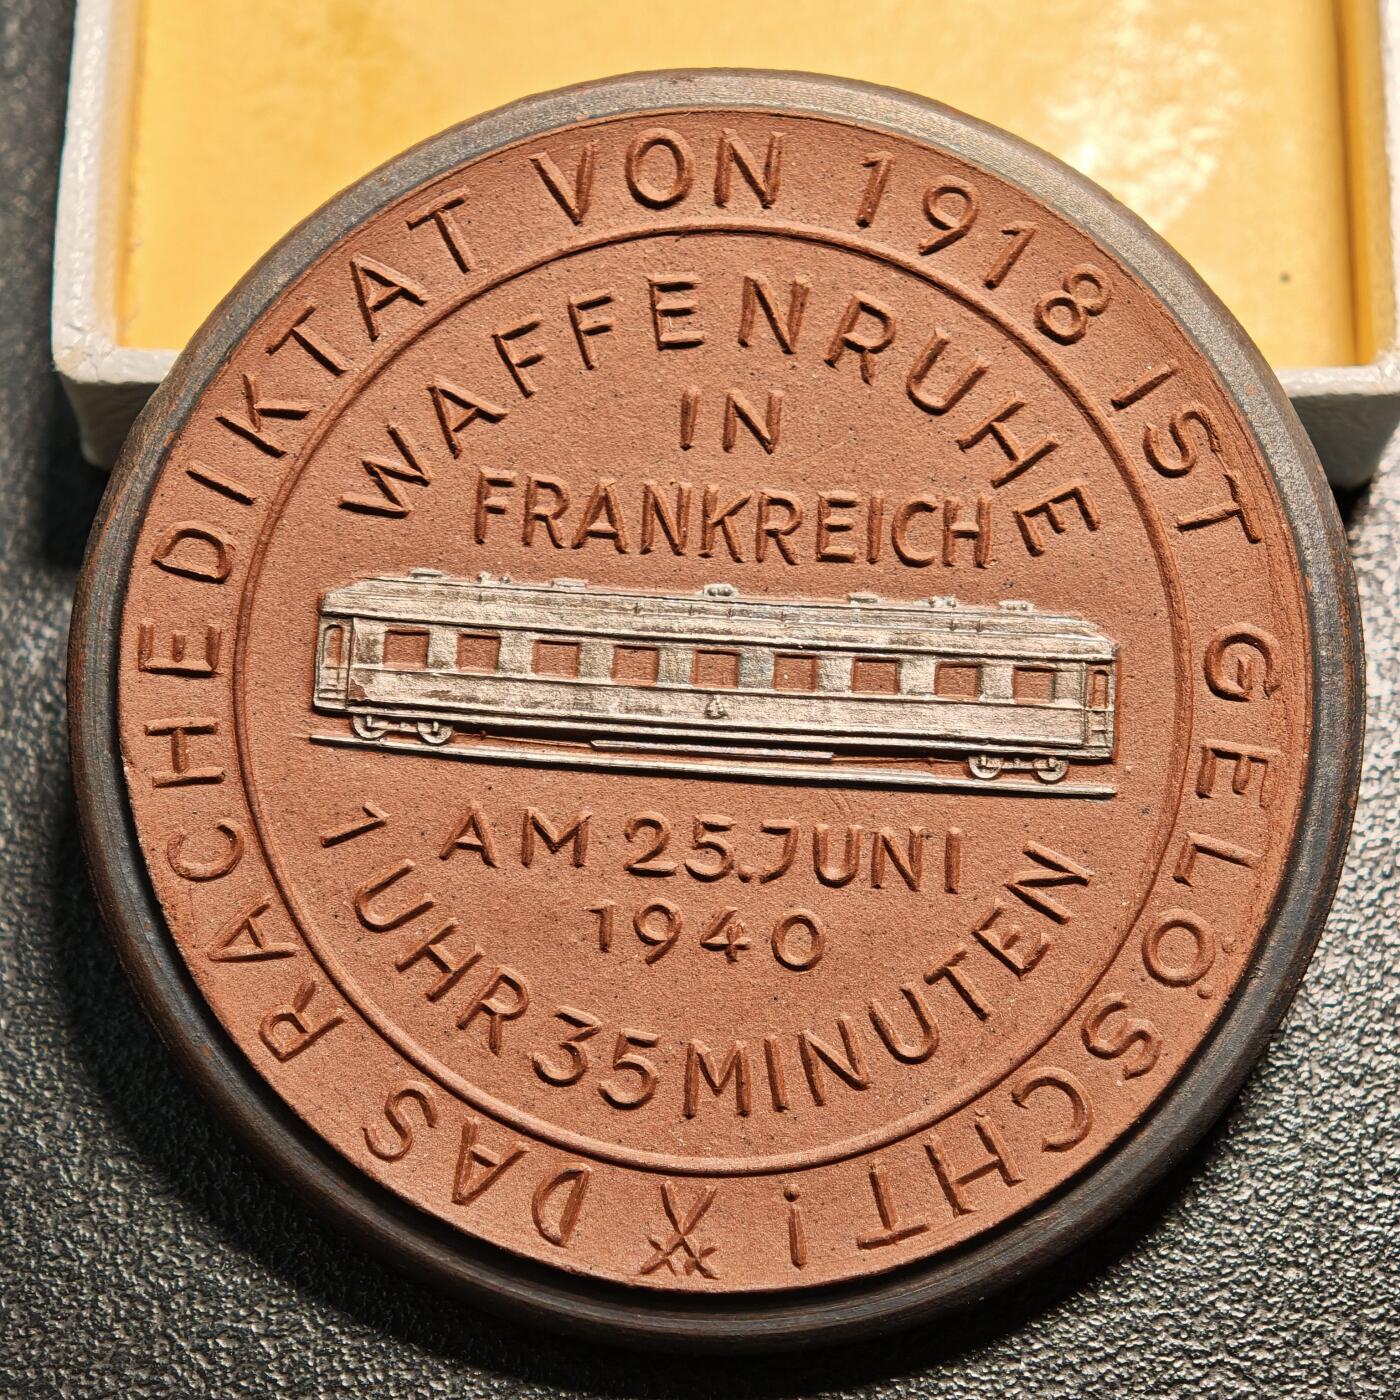 DAS RACHEDIKTAT VON 1918 IST GELÖSCHT!
WAFFENRUHE
IN
FRANKREICH
AM 25.JUNI
1940
1 UHR 35 MINUTEN